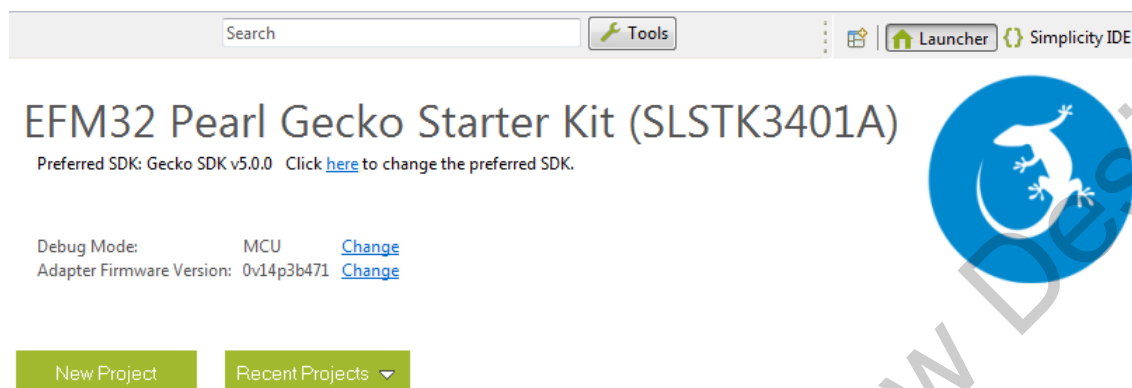 Search Tools Launcher {} Simplicity IDE
EFM32 Pearl Gecko Starter Kit (SLSTK3401A)
Preferred SDK: Gecko SDK v5.0.0 Click here to change the preferred SDK.
Debug Mode: MCU Change
Adapter Firmware Version: 0v14p3b471 Change
New Project Recent Projects